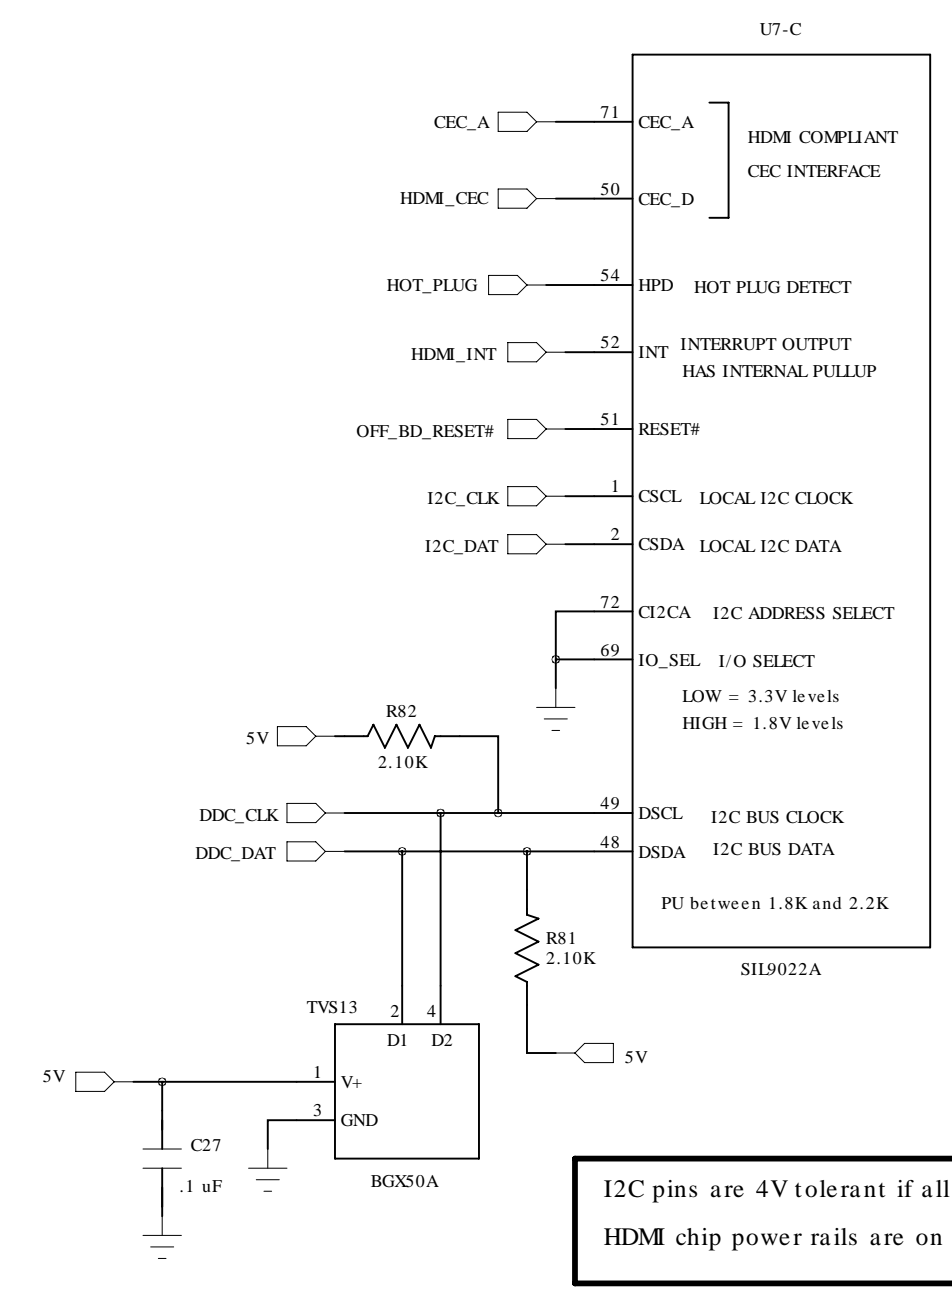 U7-C
CEC_A 71 CEC_A
HDMI COMPLIANT
CEC INTERFACE
HDMI_CEC 50 CEC_D
HOT_PLUG 54 HPD HOT PLUG DETECT
HDMI_INT 52 INT INTERRUPT OUTPUT
HAS INTERNAL PULLUP
OFF_BD_RESET# 51 RESET#
I2C_CLK 1 CSCL LOCAL I2C CLOCK
I2C_DAT 2 CSDA LOCAL I2C DATA
72 CI2CA I2C ADDRESS SELECT
69 IO_SEL I/O SELECT
LOW = 3.3V levels
HIGH = 1.8V levels
R82
5V
2.10K
DDC_CLK 49 DSCL I2C BUS CLOCK
DDC_DAT 48 DSDA I2C BUS DATA
PU between 1.8K and 2.2K
R81
2.10K
SIL9022A
TVS13 2 4
D1 D2
5V
5V 1 V+
3 GND
C27
.1 uF
BGX50A
I2C pins are 4V tolerant if all
HDMI chip power rails are on